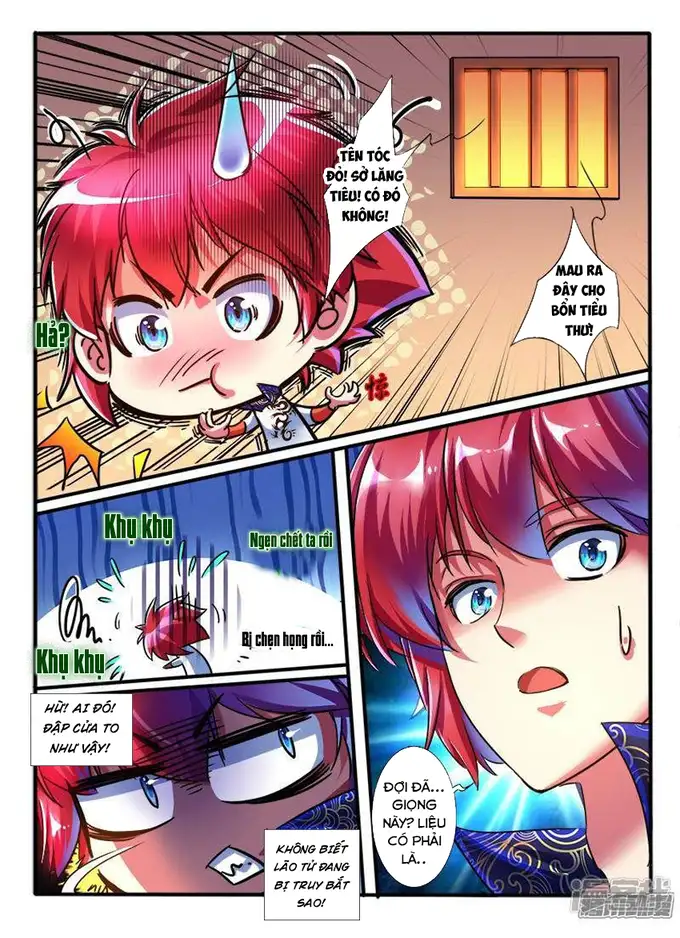 TÊN TÓC
ĐỎ! SỞ LĂNG
TIÊU! CÓ ĐÓ
KHÔNG!
MAU RA
ĐÂY CHO
BỔN TIỂU
THƯ!
Hả?
惊
Khụ khụ
Ngẹn chết ta rồi
Bị chẹn họng rồi...
Khụ khụ
HỪ! AI ĐÓ!
ĐẬP CỬA TO
NHƯ VẬY!
KHÔNG BIẾT
LÃO TỬ ĐANG
BỊ TRUY BẮT
SAO!
ĐỢI ĐÃ...
GIỌNG
NÀY? LIỆU
CÓ PHẢI
LÀ..